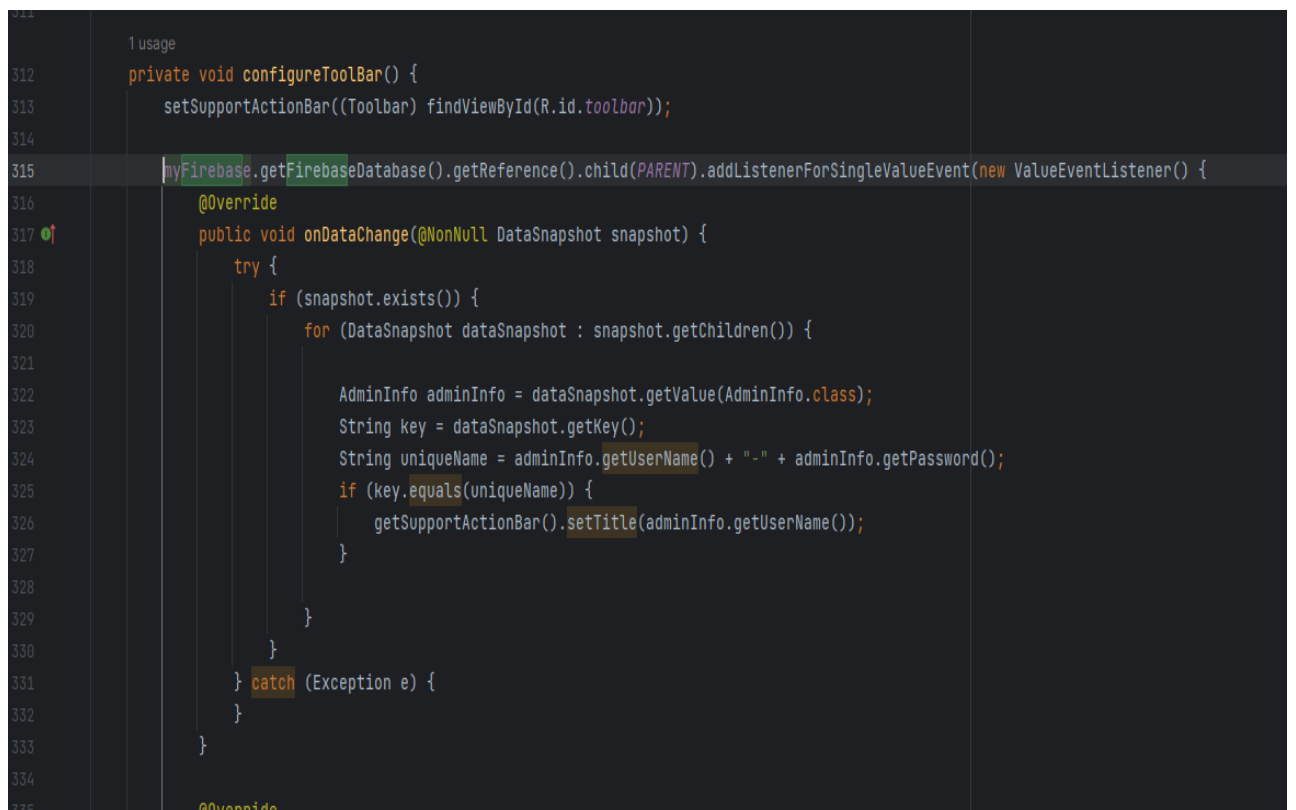 311
1 usage
312 private void configureToolBar() {
313 setSupportActionBar((Toolbar) findViewById(R.id.toolbar));
314
315 myFirebase.getFirebaseDatabase().getReference().child(PARENT).addListenerForSingleValueEvent(new ValueEventListener() {
316 @Override
317 public void onDataChange(@NonNull DataSnapshot snapshot) {
318 try {
319 if (snapshot.exists()) {
320 for (DataSnapshot dataSnapshot : snapshot.getChildren()) {
321
322 AdminInfo adminInfo = dataSnapshot.getValue(AdminInfo.class);
323 String key = dataSnapshot.getKey();
324 String uniqueName = adminInfo.getUserName() + "-" + adminInfo.getPassword();
325 if (key.equals(uniqueName)) {
326 getSupportActionBar().setTitle(adminInfo.getUserName());
327 }
328
329 }
330 }
331 } catch (Exception e) {
332 }
333 }
334
335 @Override